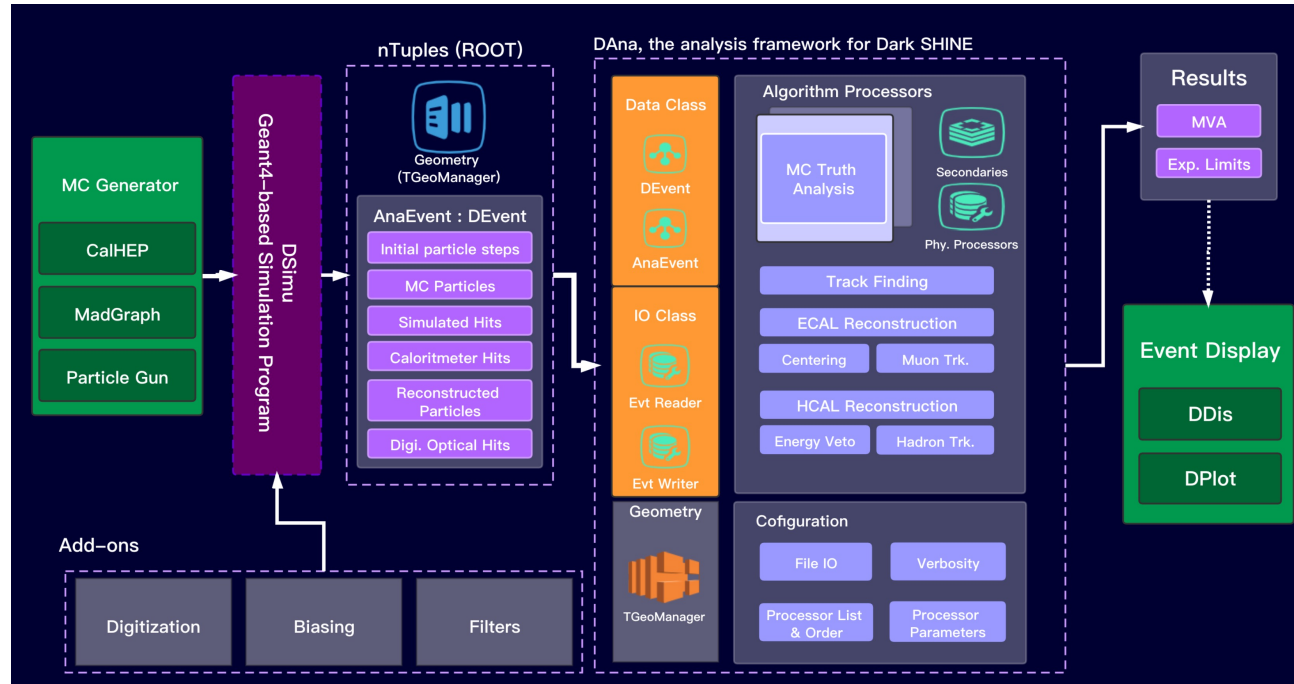 nTuples (ROOT)
DAna, the analysis framework for Dark SHINE
MC Generator
CalHEP
MadGraph
Particle Gun
DSimu
Geant4-based Simulation Program
Geometry
(TGeoManager)
AnaEvent : DEvent
Initial particle steps
MC Particles
Simulated Hits
Caloritmeter Hits
Reconstructed
Particles
Digi. Optical Hits
Data Class
DEvent
AnaEvent
IO Class
Evt Reader
Evt Writer
Geometry
TGeoManager
Algorithm Processors
MC Truth
Analysis
Secondaries
Phy. Processors
Track Finding
ECAL Reconstruction
Centering
Muon Trk.
HCAL Reconstruction
Energy Veto
Hadron Trk.
Cofiguration
File IO
Verbosity
Processor List
& Order
Processor
Parameters
Results
MVA
Exp. Limits
Event Display
DDis
DPlot
Add-ons
Digitization
Biasing
Filters